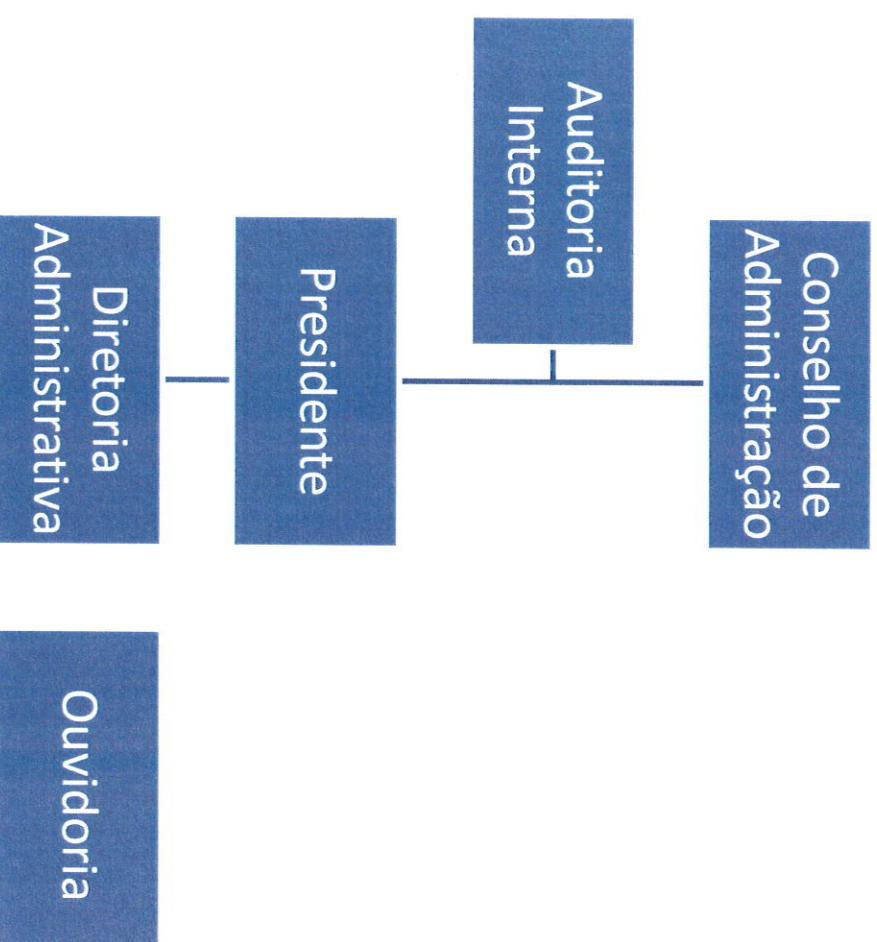 Conselho de
Administração
Auditoria
Interna
Presidente
Diretoria
Administrativa
Ouvidoria